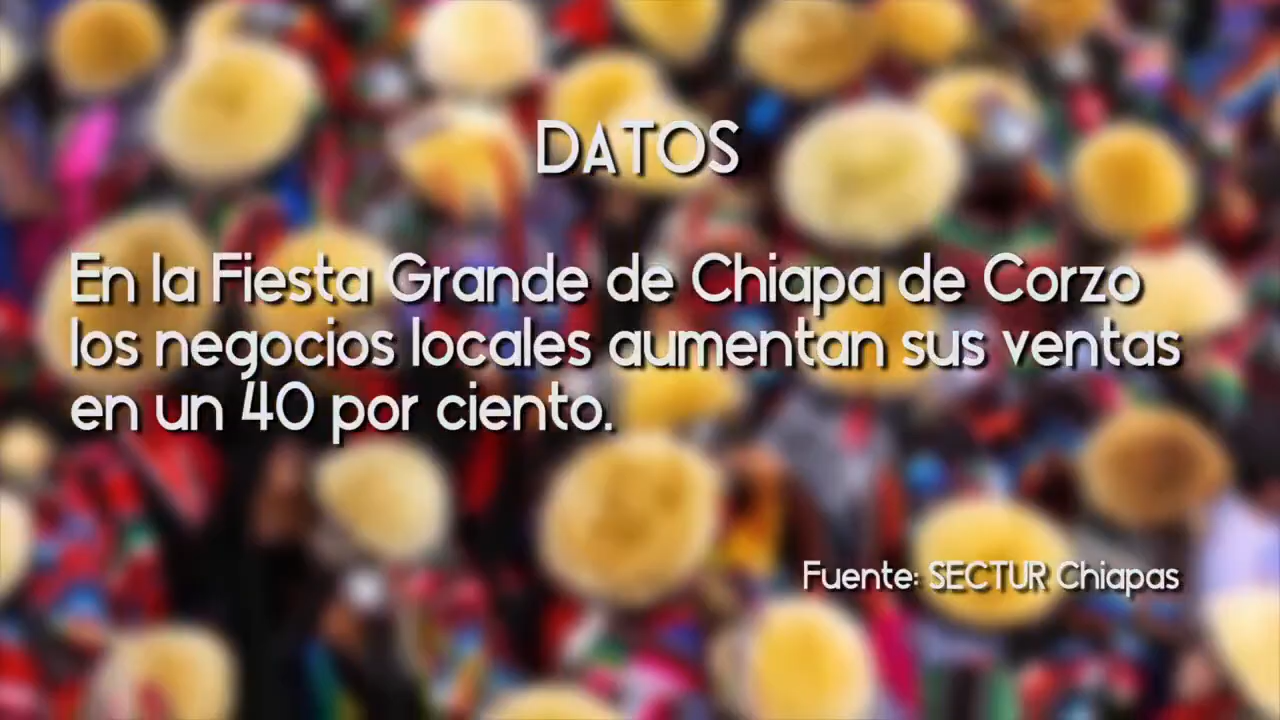 DATOS
En la Fiesta Grande de Chiapa de Corzo
los negocios locales aumentan sus ventas
en un 40 por ciento.
Fuente: SECTUR Chiapas